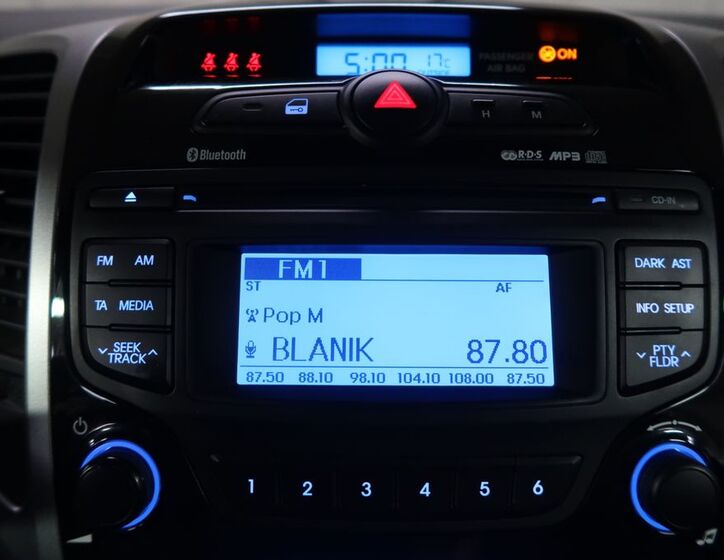 5:00 17°C
PASSENGER
AIR BAG
ON
H M
Bluetooth
R·D·S MP3
CD-IN
FM AM
TA MEDIA
SEEK
TRACK
FM1
ST AF
Pop M
BLANIK 87.80
87.50 88.10 98.10 104.10 108.00 87.50
DARK AST
INFO SETUP
PTY
FLDR
1 2 3 4 5 6